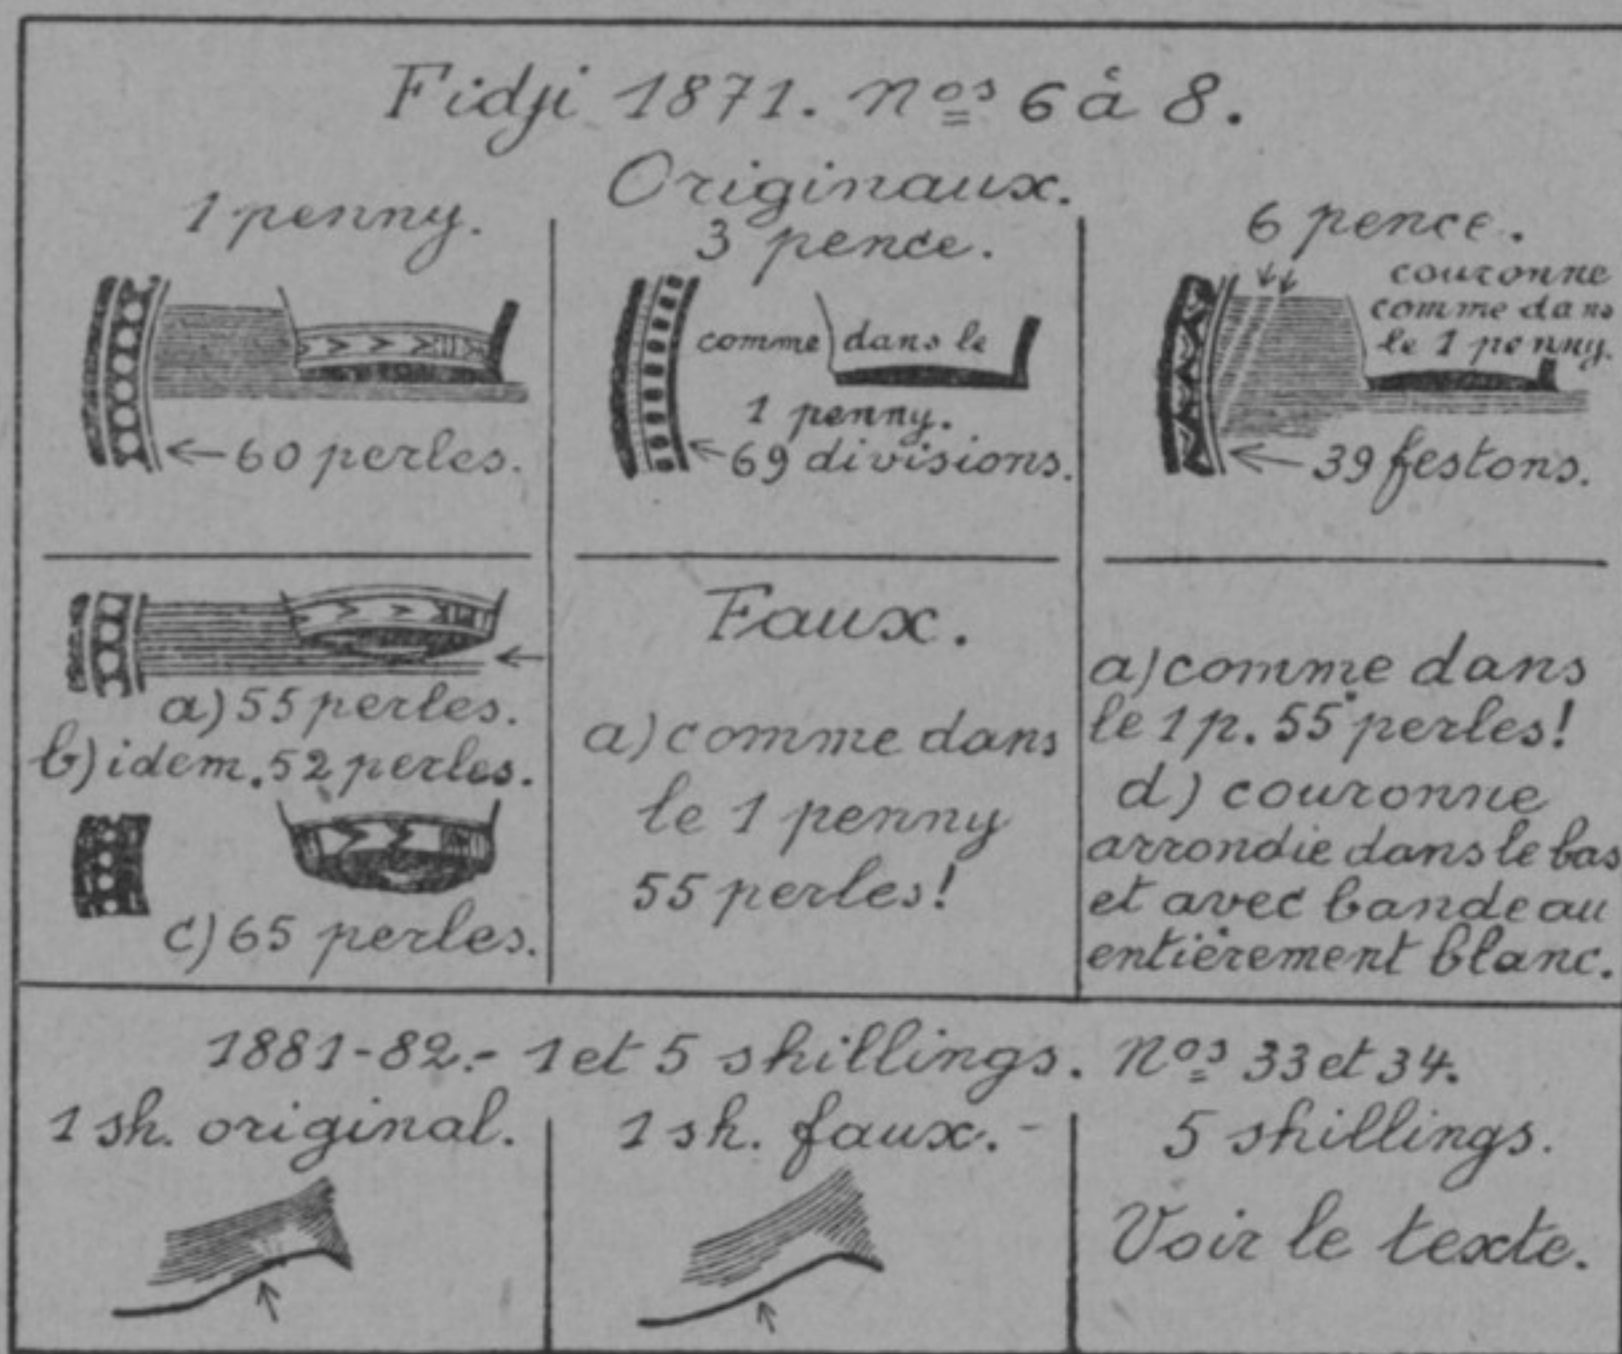 Fidji 1871. nos 6 à 8.
Originaux.
1 penny.
60 perles.
3 pence.
comme dans le
1 penny.
69 divisions.
6 pence.
couronne
comme dans
le 1 penny.
39 festons.
Faux.
a) 55 perles.
b) idem. 52 perles.
c) 65 perles.
a) comme dans
le 1 penny
55 perles!
a) comme dans
le 1 p. 55 perles!
d) couronne
arrondie dans le bas
et avec bandeau
entièrement blanc.
1881-82.- 1 et 5 shillings. Nos 33 et 34.
1 sh. original.
1 sh. faux.-
5 shillings.
Voir le texte.